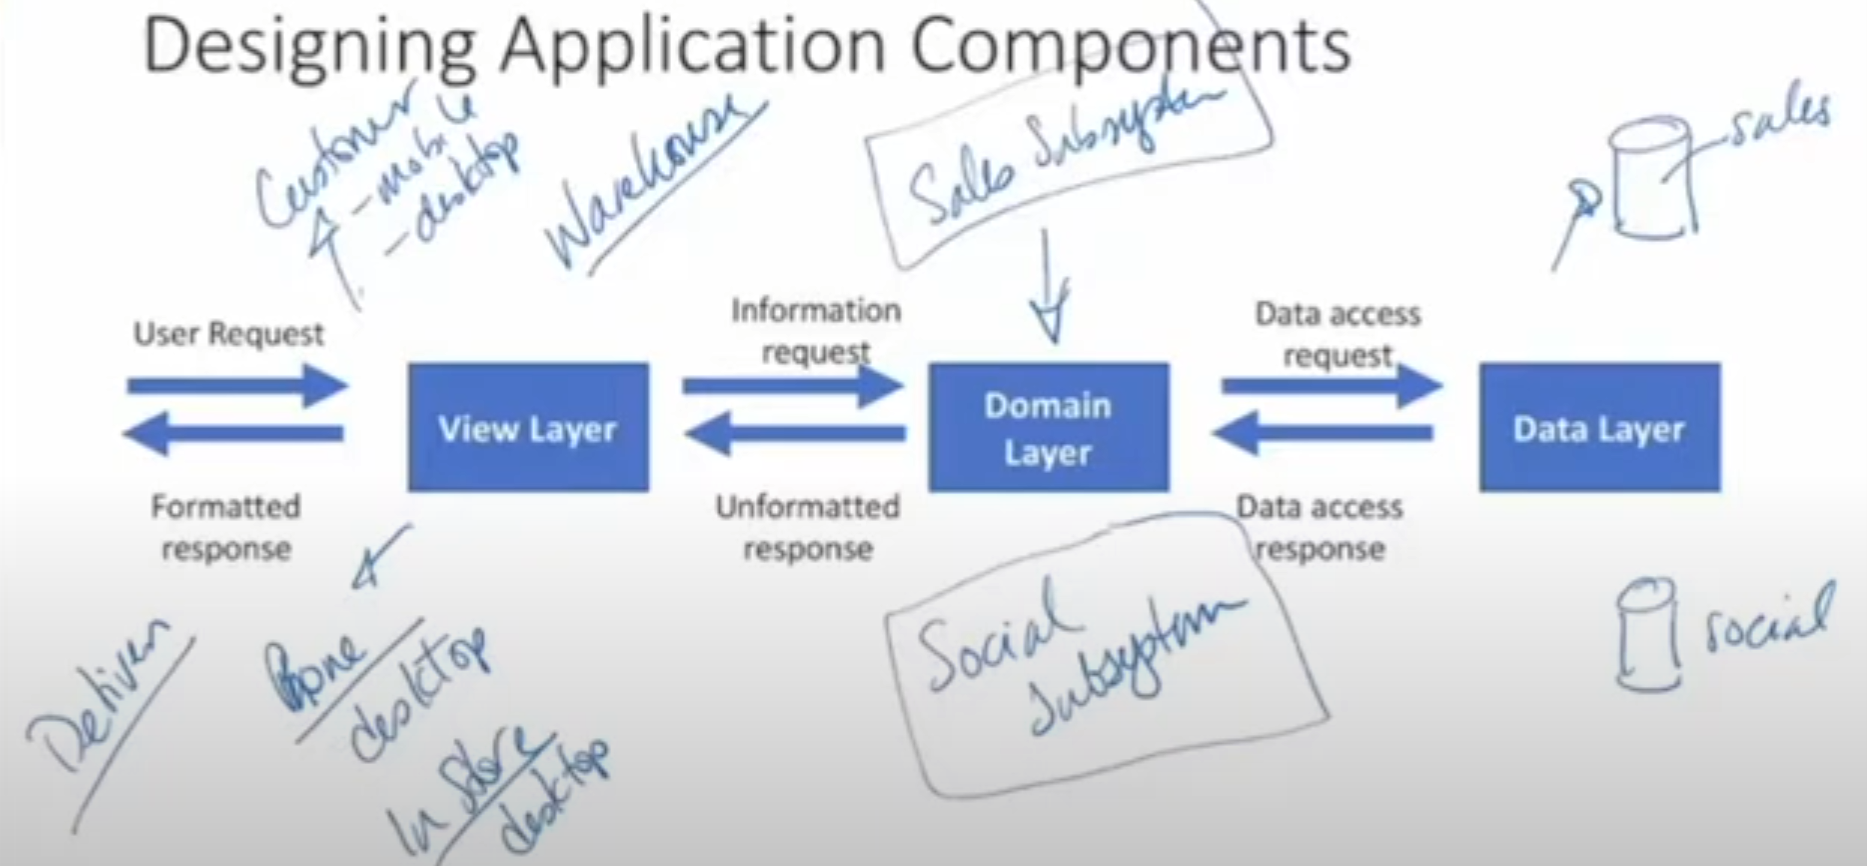 Designing Application Components
Customer
- mobile
- desktop
Warehouse
Sales Subsystem
sales
User Request
Information
request
Data access
request
View Layer
Domain
Layer
Data Layer
Formatted
response
Unformatted
response
Data access
response
Phone
desktop
In Store
desktop
Social
Subsystem
social